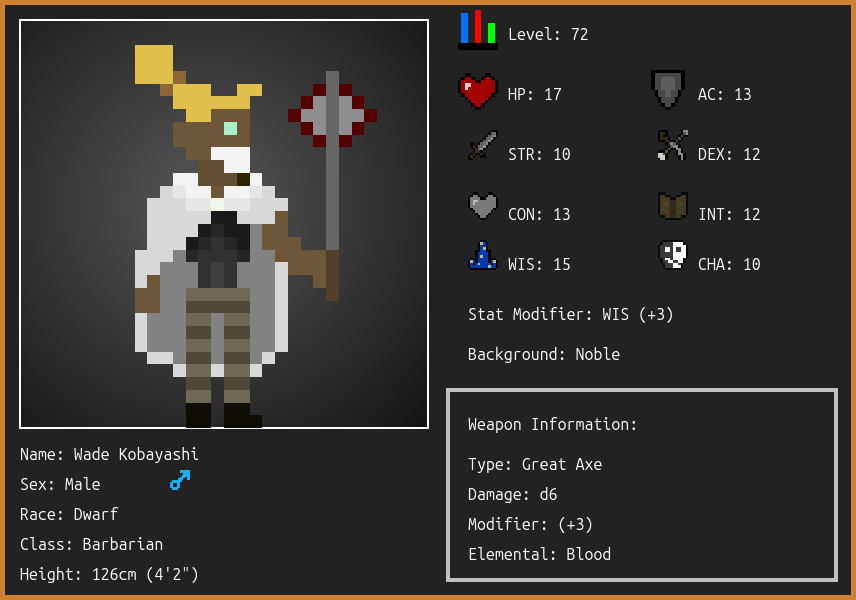 Level: 72
HP: 17
AC: 13
STR: 10
DEX: 12
CON: 13
INT: 12
WIS: 15
CHA: 10
Stat Modifier: WIS (+3)
Background: Noble
Weapon Information:
Type: Great Axe
Damage: d6
Modifier: (+3)
Elemental: Blood
Name: Wade Kobayashi
Sex: Male
Race: Dwarf
Class: Barbarian
Height: 126cm (4'2")